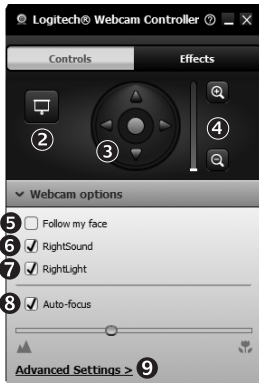 Logitech® Webcam Controller
Controls Effects
2
3
4
Webcam options
5 Follow my face
6 RightSound
7 RightLight
8 Auto-focus
Advanced Settings > 9